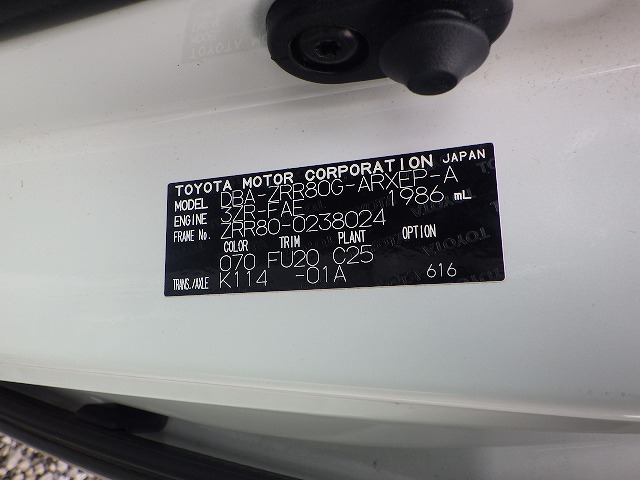 TOYOTA MOTOR CORPORATION JAPAN
MODEL DBA-ZRR80G-ARXEP-A
ENGINE 3ZR-FAE 1986 mL
FRAME No. ZRR80-0238024
COLOR TRIM PLANT OPTION
070 FU20 C25
TRANS./AXLE K114 -01A 616